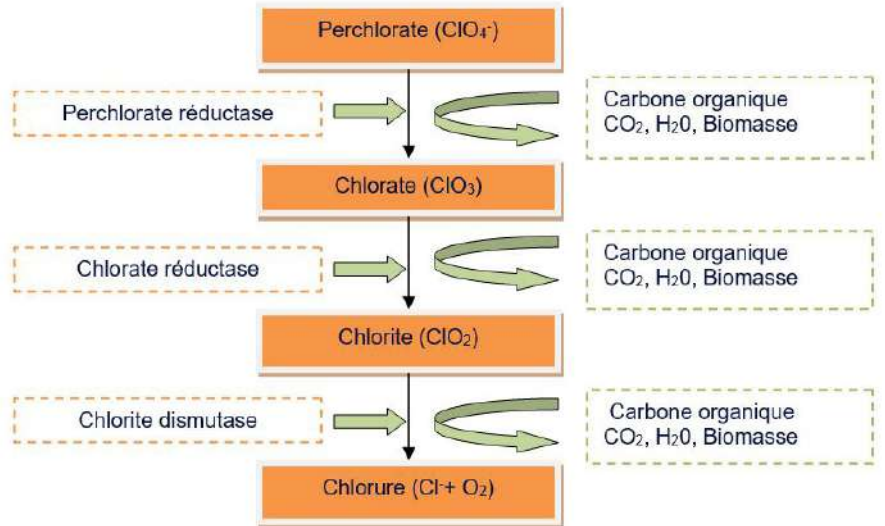 Perchlorate (ClO₄⁻)
Perchlorate réductase
Carbone organique
CO₂, H₂0, Biomasse
Chlorate (ClO₃)
Chlorate réductase
Carbone organique
CO₂, H₂0, Biomasse
Chlorite (ClO₂)
Chlorite dismutase
Carbone organique
CO₂, H₂0, Biomasse
Chlorure (Cl⁻+ O₂)